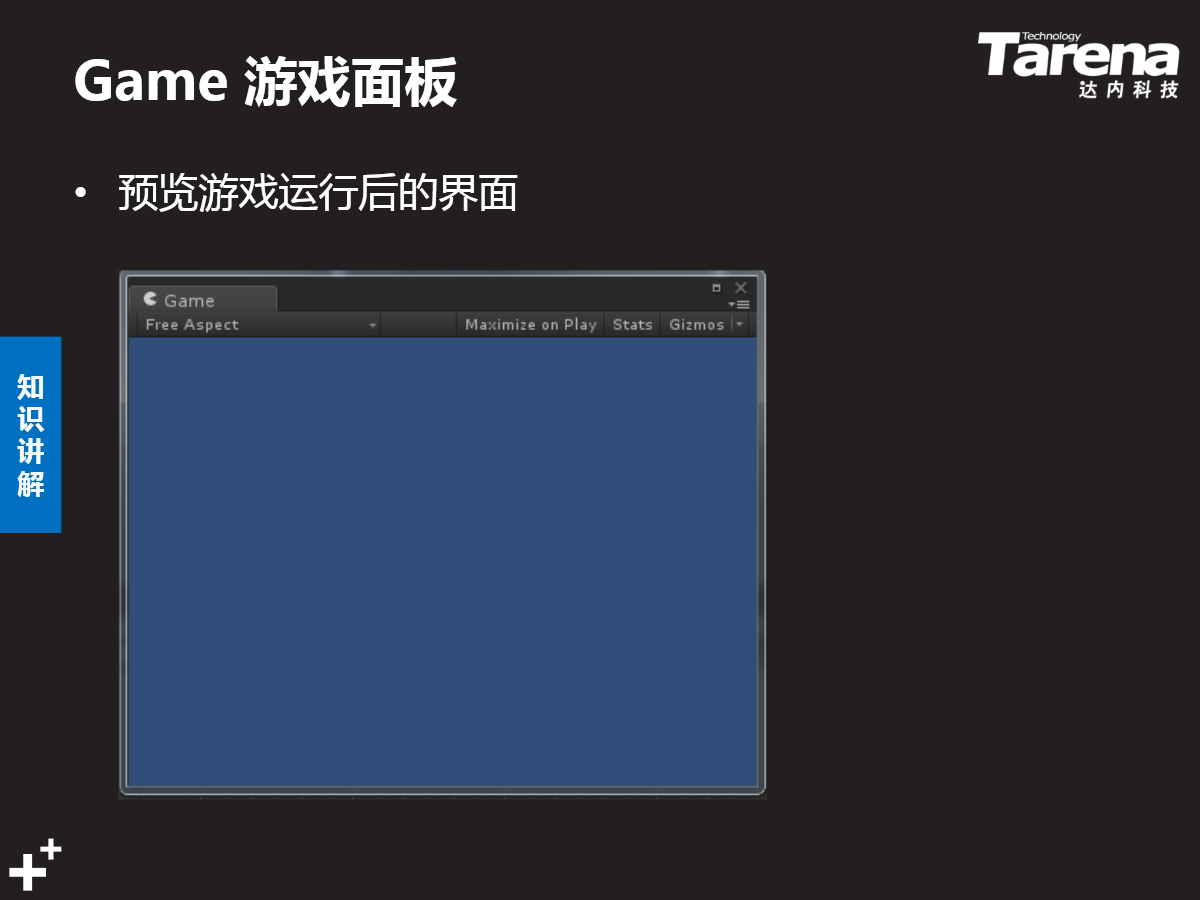 Game 游戏面板
Technology
Tarena
达内科技
• 预览游戏运行后的界面
Game
Free Aspect
Maximize on Play Stats Gizmos
知
识
讲
解